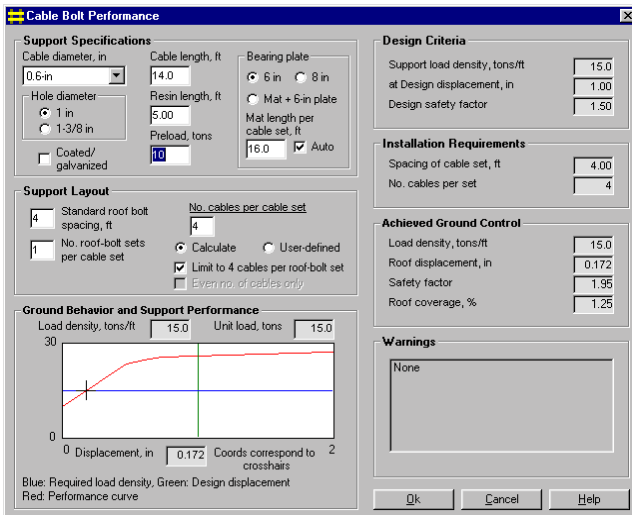 Cable Bolt Performance
Support Specifications
Cable diameter, in
0.6-in
Hole diameter
1 in
1-3/8 in
Coated/
galvanized
Cable length, ft
14.0
Resin length, ft
5.00
Preload, tons
10
Bearing plate
6 in 8 in
Mat + 6-in plate
Mat length per
cable set, ft
16.0 Auto
Support Layout
4 Standard roof bolt
spacing, ft
1 No. roof-bolt sets
per cable set
No. cables per cable set
4
Calculate User-defined
Limit to 4 cables per roof-bolt set
Even no. of cables only
Ground Behavior and Support Performance
Load density, tons/ft 15.0 Unit load, tons 15.0
30
0
0 Displacement, in 0.172 Coords correspond to
crosshairs
2
Blue: Required load density, Green: Design displacement
Red: Performance curve
Design Criteria
Support load density, tons/ft 15.0
at Design displacement, in 1.00
Design safety factor 1.50
Installation Requirements
Spacing of cable set, ft 4.00
No. cables per set 4
Achieved Ground Control
Load density, tons/ft 15.0
Roof displacement, in 0.172
Safety factor 1.95
Roof coverage, % 1.25
Warnings
None
Ok Cancel Help